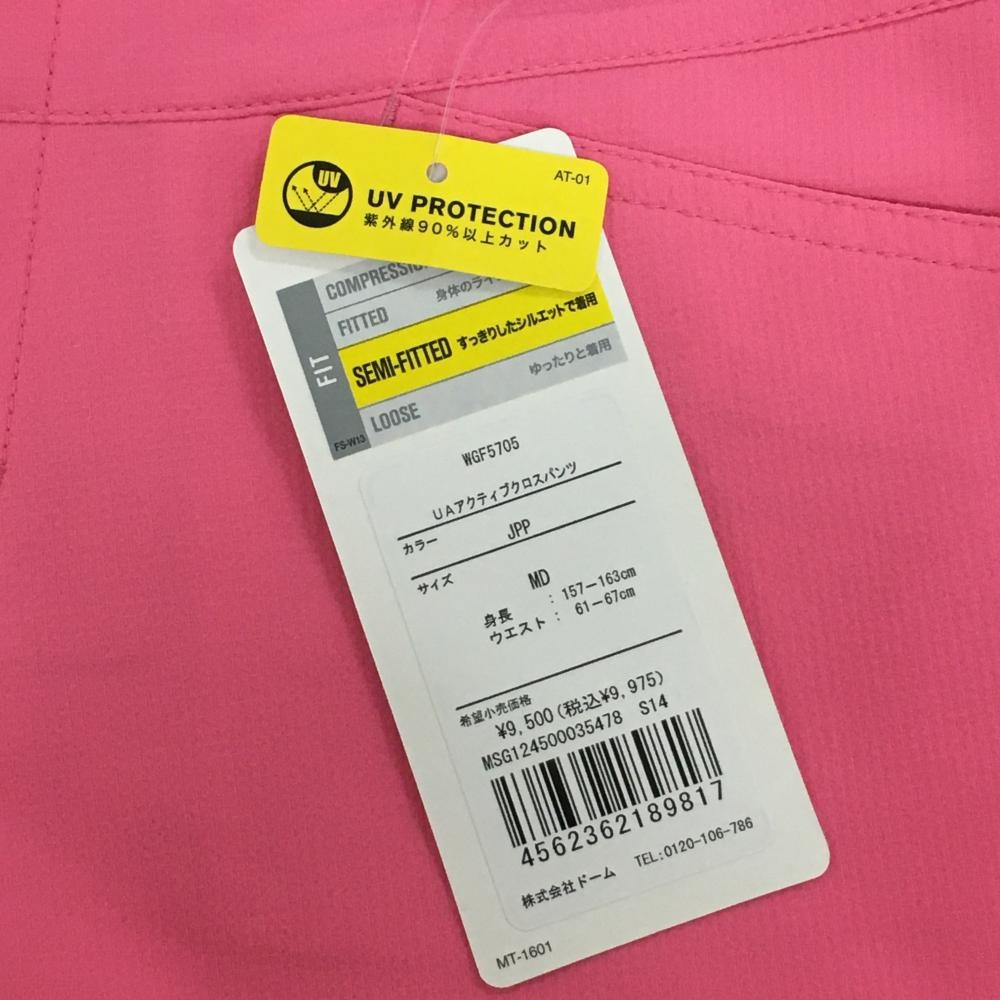 AT-01
UV
UV PROTECTION
紫外線90%以上カット
FIT
COMPRESSION
FITTED 身体のライ
SEMI-FITTED すっきりしたシルエットで着用
LOOSE ゆったりと着用
FS-W13
WGF5705
UAアクティブクロスパンツ
カラー JPP
サイズ MD
身長 : 157-163cm
ウエスト : 61-67cm
希望小売価格
¥9,500(税込¥9,975)
MSG124500035478 S14
4562362189817
株式会社ドーム TEL:0120-106-786
MT-1601